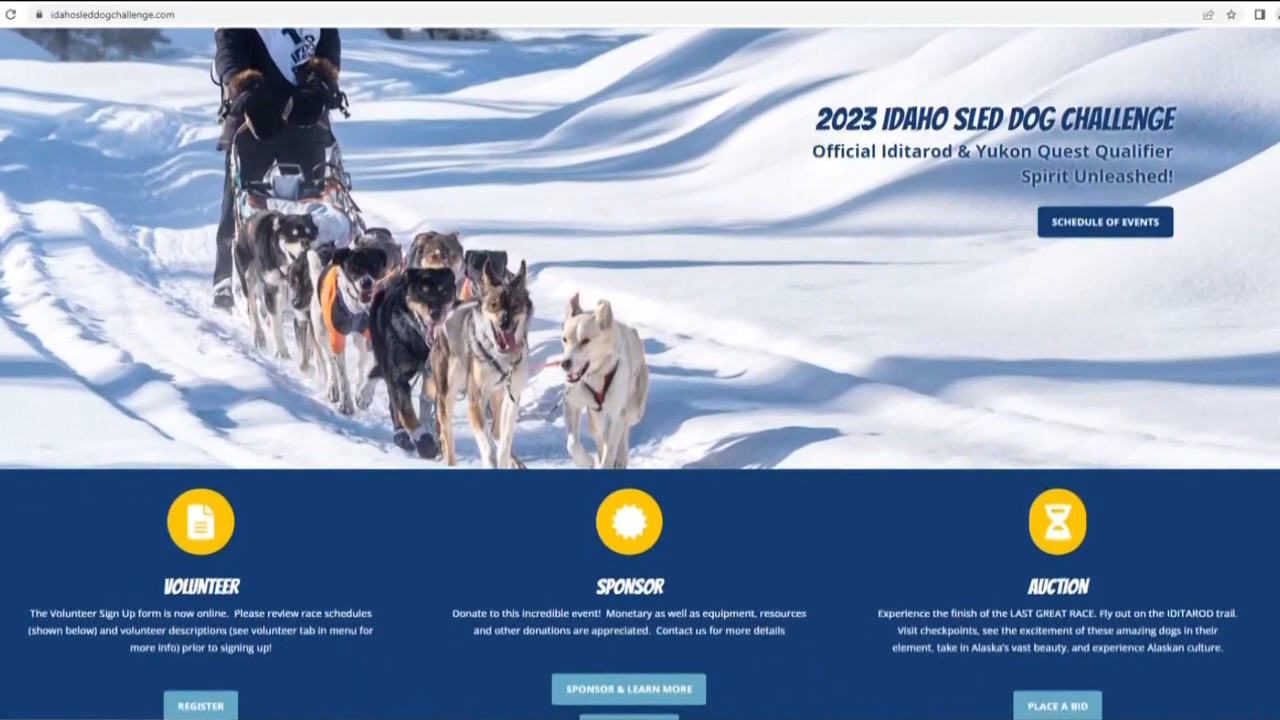 idahosleddogchallenge.com
2023 IDAHO SLED DOG CHALLENGE
Official Iditarod & Yukon Quest Qualifier
Spirit Unleashed!
SCHEDULE OF EVENTS
VOLUNTEER
The Volunteer Sign Up form is now online. Please review race schedules
(shown below) and volunteer descriptions (see volunteer tab in menu for
more info) prior to signing up!
REGISTER
SPONSOR
Donate to this incredible event! Monetary as well as equipment, resources
and other donations are appreciated. Contact us for more details
SPONSOR & LEARN MORE
AUCTION
Experience the finish of the LAST GREAT RACE. Fly out on the IDITAROD trail.
Visit checkpoints, see the excitement of these amazing dogs in their
element, take in Alaska's vast beauty, and experience Alaskan culture.
PLACE A BID